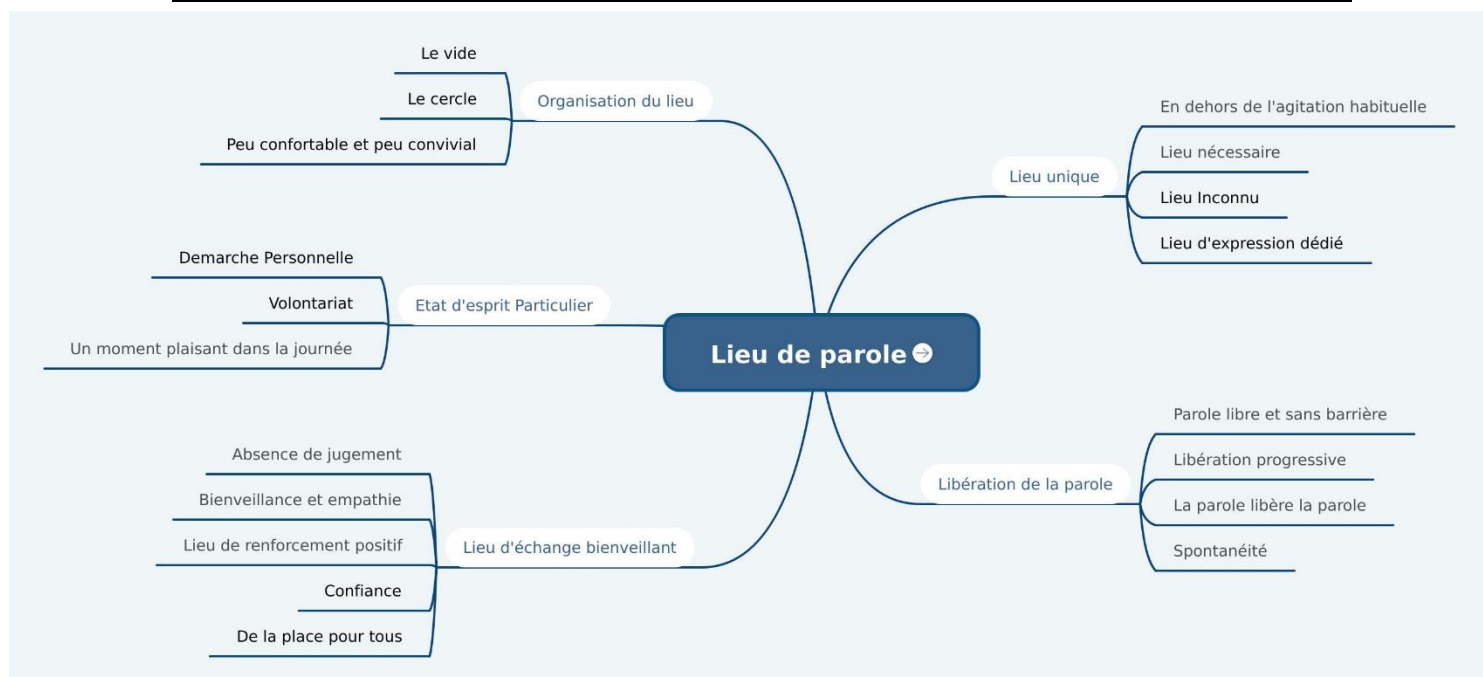 Le vide
Le cercle
Peu confortable et peu convivial
Organisation du lieu
Demarche Personnelle
Volontariat
Un moment plaisant dans la journée
Etat d'esprit Particulier
Absence de jugement
Bienveillance et empathie
Lieu de renforcement positif
Confiance
De la place pour tous
Lieu d'échange bienveillant
Lieu de parole
Lieu unique
En dehors de l'agitation habituelle
Lieu nécessaire
Lieu Inconnu
Lieu d'expression dédié
Libération de la parole
Parole libre et sans barrière
Libération progressive
La parole libère la parole
Spontanéité